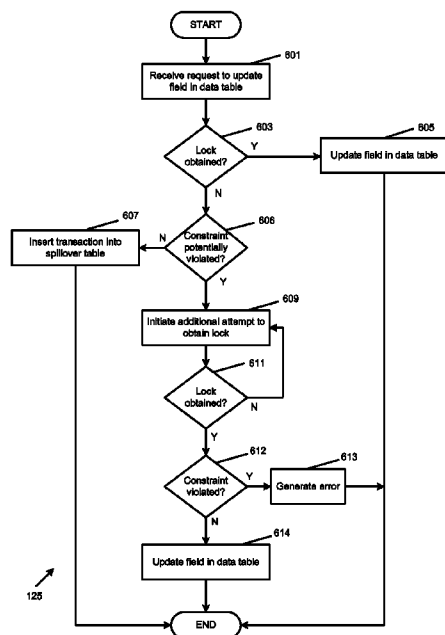 START
601
Receive request to update
field in data table
603
Lock
obtained?
Y
605
Update field in data table
N
607
606
Insert transaction into
spillover table
N
Constraint
potentially
violated?
Y
609
Initiate additional attempt to
obtain lock
611
Lock
obtained?
N
Y
612
613
Constraint
violated?
Y
Generate error
N
614
Update field in data table
125
END